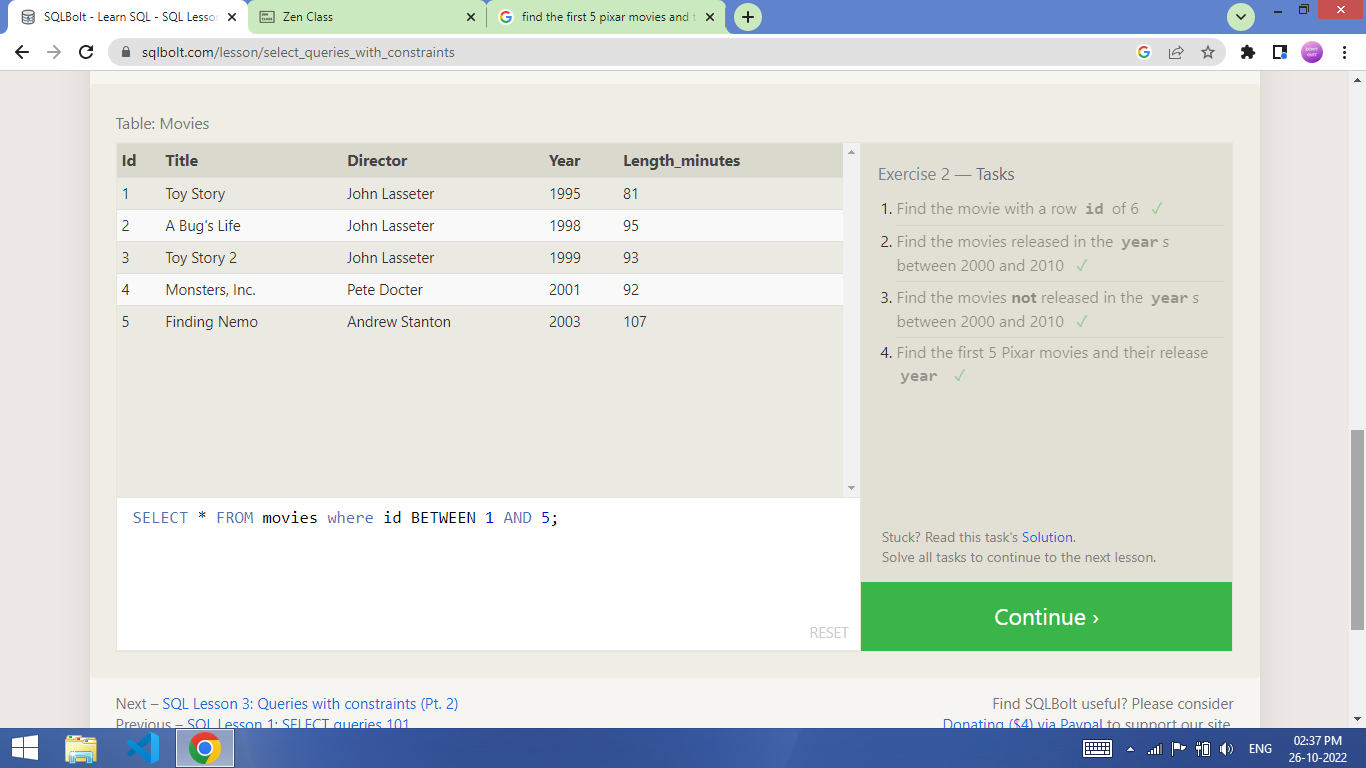 SQLBolt - Learn SQL - SQL Lesson
Zen Class
find the first 5 pixar movies and t
sqlbolt.com/lesson/select_queries_with_constraints
Table: Movies
Id Title Director Year Length_minutes
1 Toy Story John Lasseter 1995 81
2 A Bug's Life John Lasseter 1998 95
3 Toy Story 2 John Lasseter 1999 93
4 Monsters, Inc. Pete Docter 2001 92
5 Finding Nemo Andrew Stanton 2003 107
SELECT * FROM movies where id BETWEEN 1 AND 5;
RESET
Exercise 2 — Tasks
1. Find the movie with a row id of 6 ✓
2. Find the movies released in the year s
between 2000 and 2010 ✓
3. Find the movies not released in the year s
between 2000 and 2010 ✓
4. Find the first 5 Pixar movies and their release
year ✓
Stuck? Read this task's Solution.
Solve all tasks to continue to the next lesson.
Continue ›
Next – SQL Lesson 3: Queries with constraints (Pt. 2)
Previous – SQL Lesson 1: SELECT queries 101
Find SQLBolt useful? Please consider
Donating ($4) via Paypal to support our site.
ENG
02:37 PM
26-10-2022